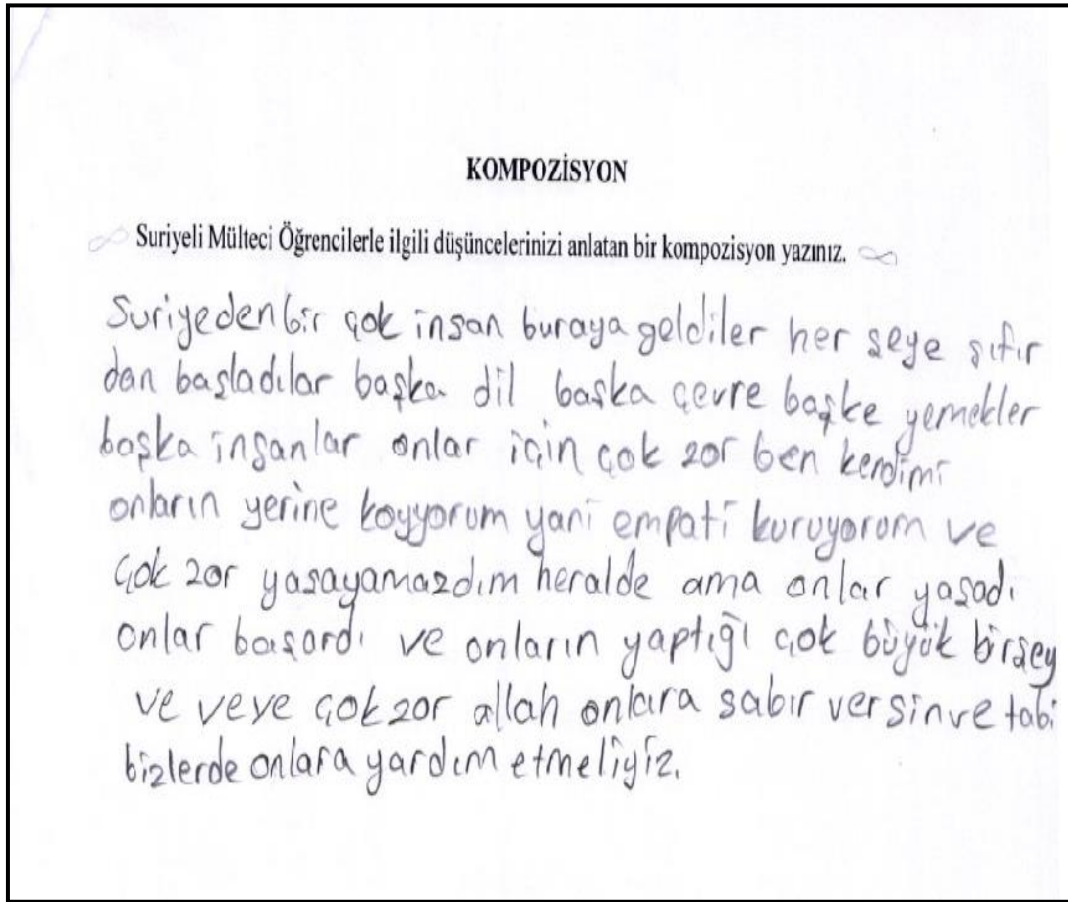 KOMPOZİSYON
Suriyeli Mülteci Öğrencilerle ilgili düşüncelerinizi anlatan bir kompozisyon yazınız.
Suriyeden bir çok insan buraya geldiler her şeye sıfır
dan başladılar başka dil başka çevre başke yemekler
başka insanlar onlar için çok zor ben kendimi
onların yerine koyyorum yani empati kuruyorom ve
çok zor yaşayamazdım heralde ama onlar yaşadı
onlar başardı ve onların yaptığı çok büyük birşey
ve veye çok zor allah onlara sabır versin ve tabi
bizlerde onlara yardım etmeliyiz.